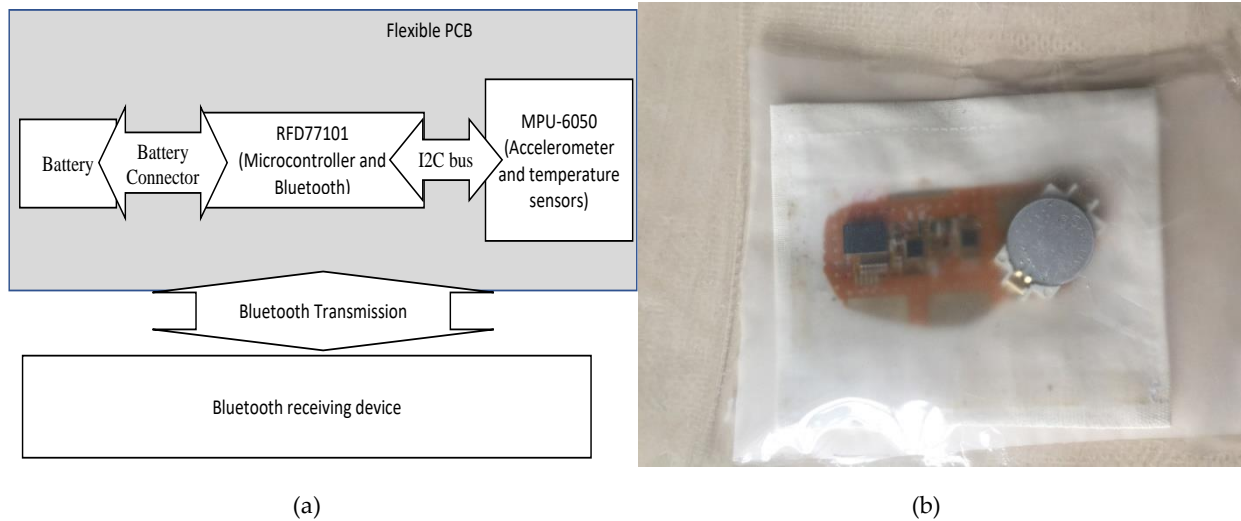 Flexible PCB
Battery
Battery
Connector
RFD77101
(Microcontroller and
Bluetooth)
I2C bus
MPU-6050
(Accelerometer
and temperature
sensors)
Bluetooth Transmission
Bluetooth receiving device
(a)
(b)